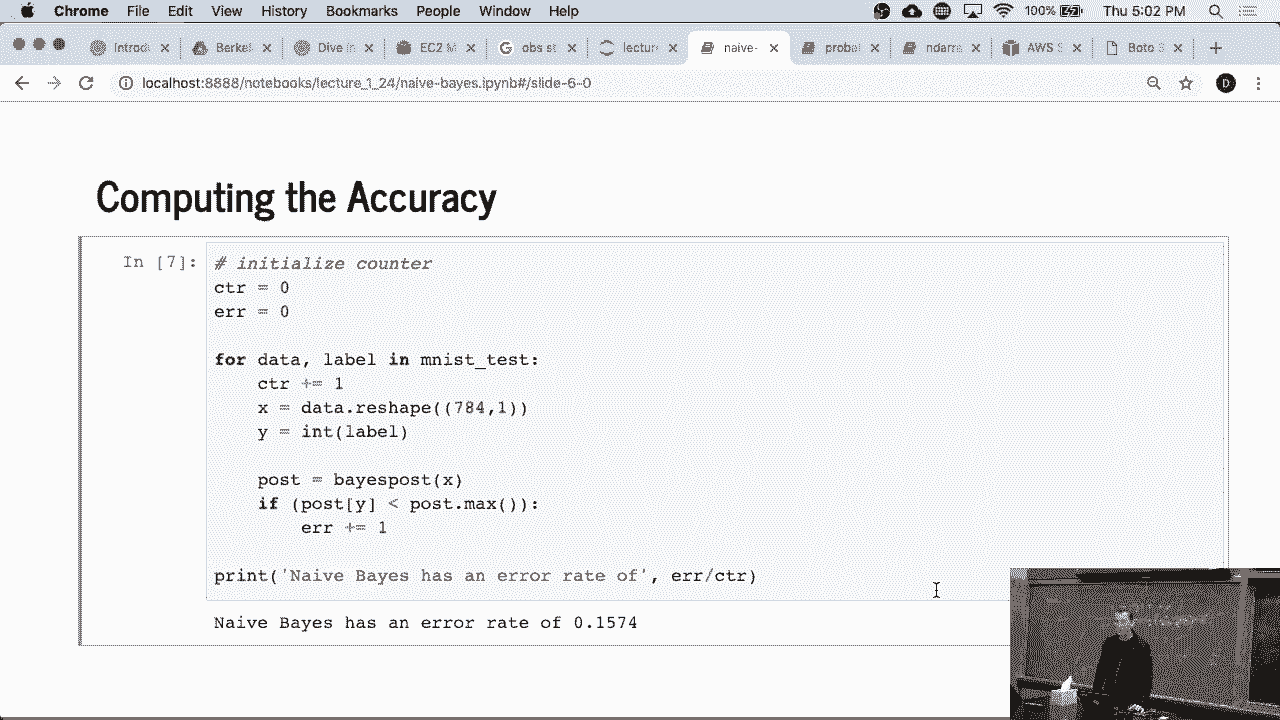 Chrome File Edit View History Bookmarks People Window Help 100% Thu 5:02 PM
Introdu Berkel Dive i EC2 M obs st lectur naive- probal ndarra AWS S Boto
localhost:8888/notebooks/lecture_1_24/naive-bayes.ipynb#/slide-6-0 D
Computing the Accuracy
In [7]: # initialize counter
ctr = 0
err = 0
for data, label in mnist_test:
ctr += 1
x = data.reshape((784,1))
y = int(label)
post = bayespost(x)
if (post[y] < post.max()):
err += 1
print('Naive Bayes has an error rate of', err/ctr)
Naive Bayes has an error rate of 0.1574